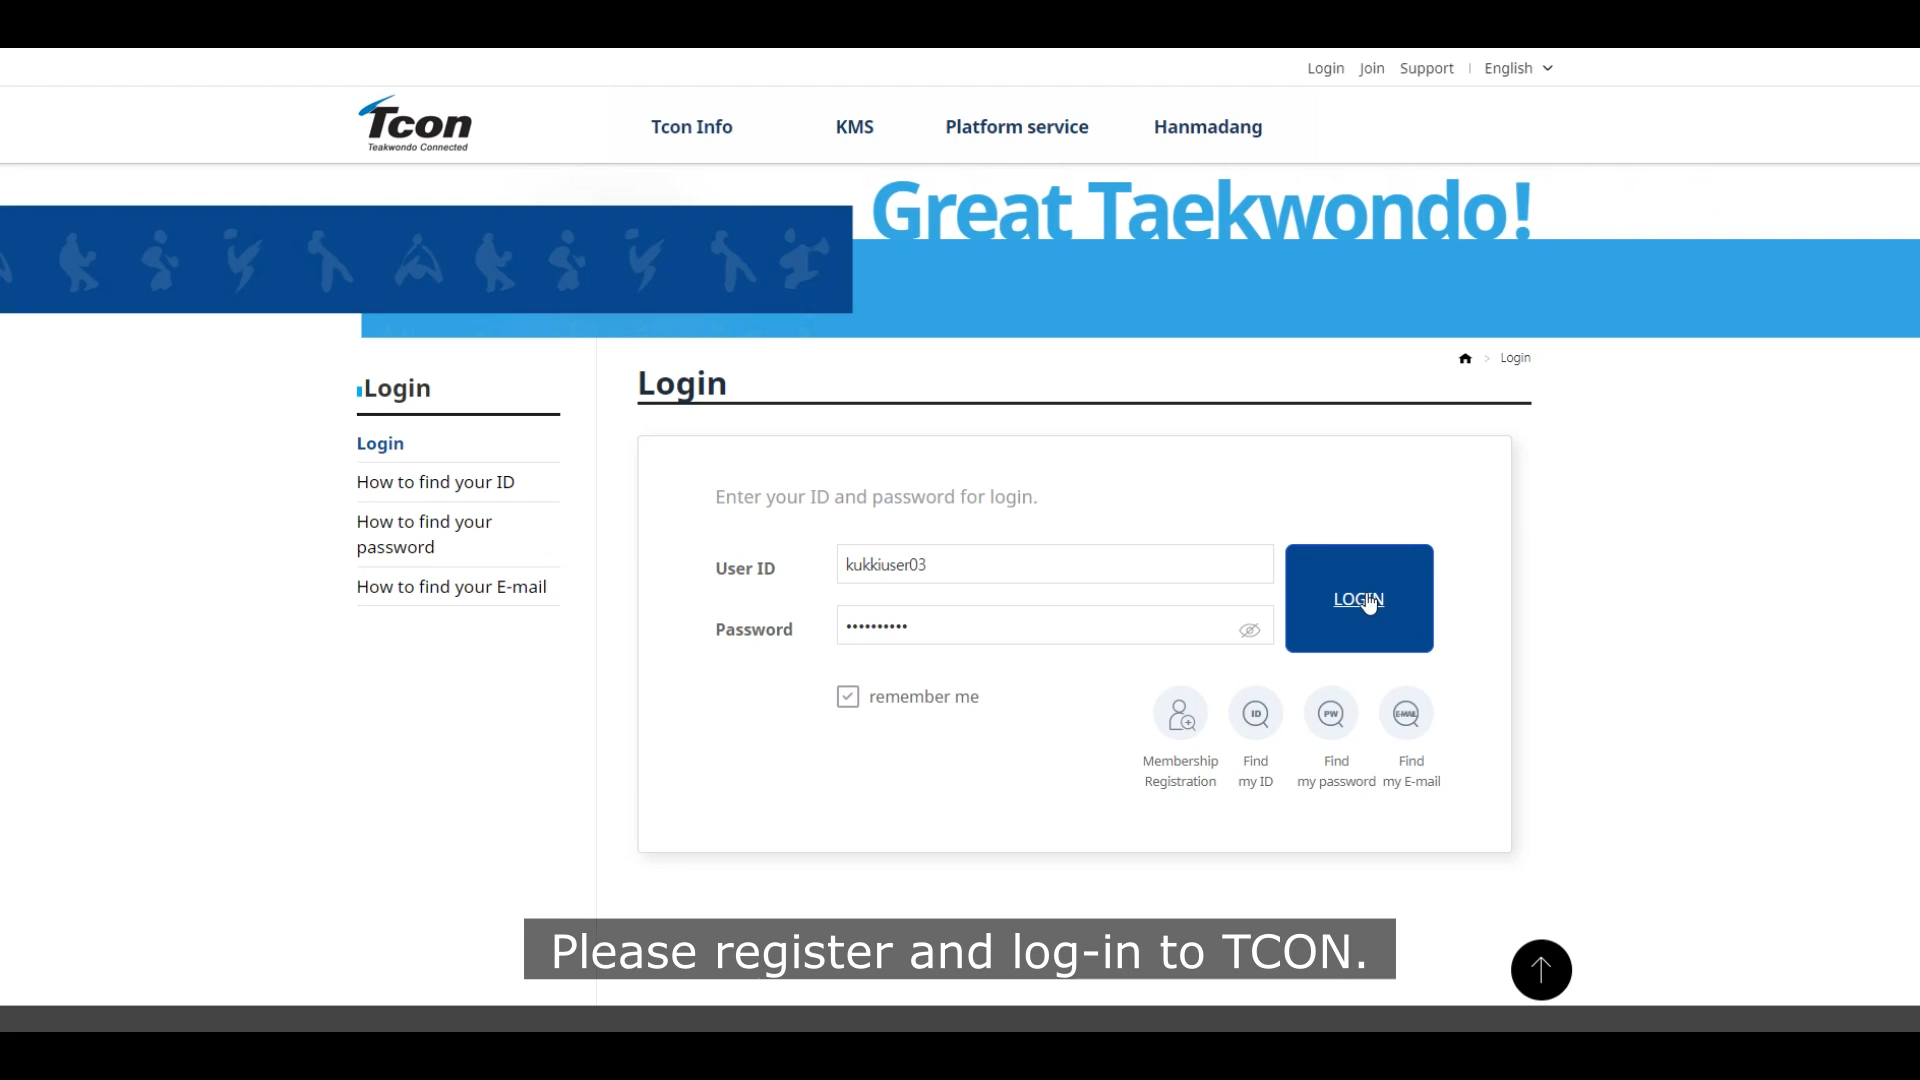 Login Join Support | English
Tcon
Teakwondo Connected
Tcon Info KMS Platform service Hanmadang
Great Taekwondo!
> Login
Login
Login
How to find your ID
How to find your
password
How to find your E-mail
Login
Enter your ID and password for login.
User ID kukkiuser03
Password ••••••••••
LOGIN
remember me
ID PW E-MAIL
Membership
Registration
Find
my ID
Find
my password
Find
my E-mail
Please register and log-in to TCON.